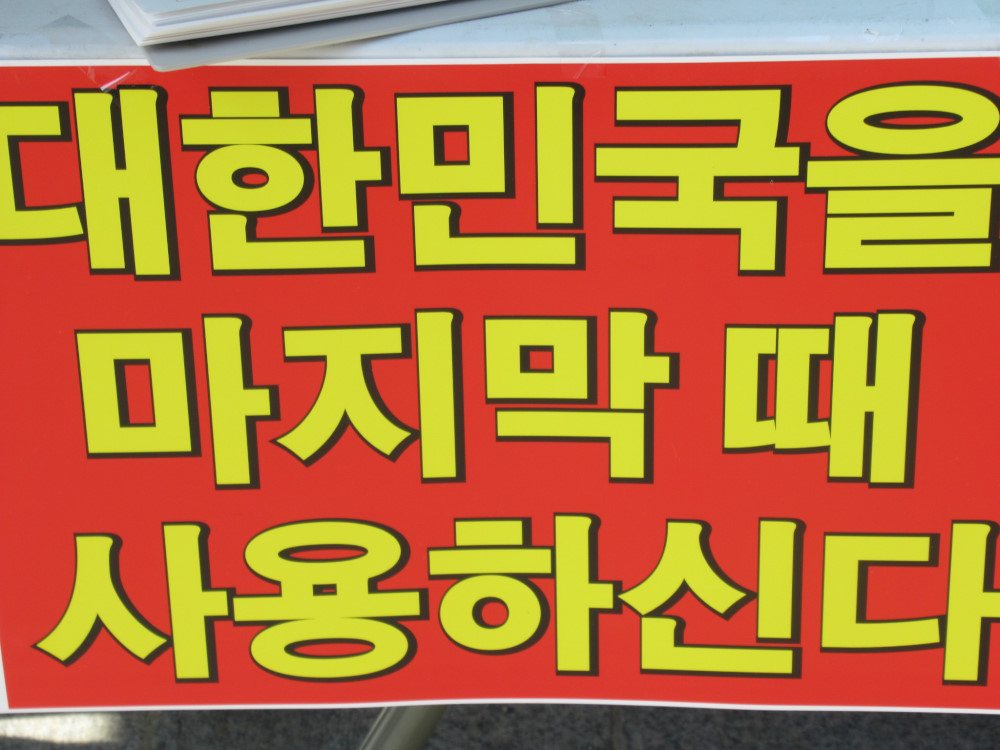 대한민국을
마지막 때
사용하신다